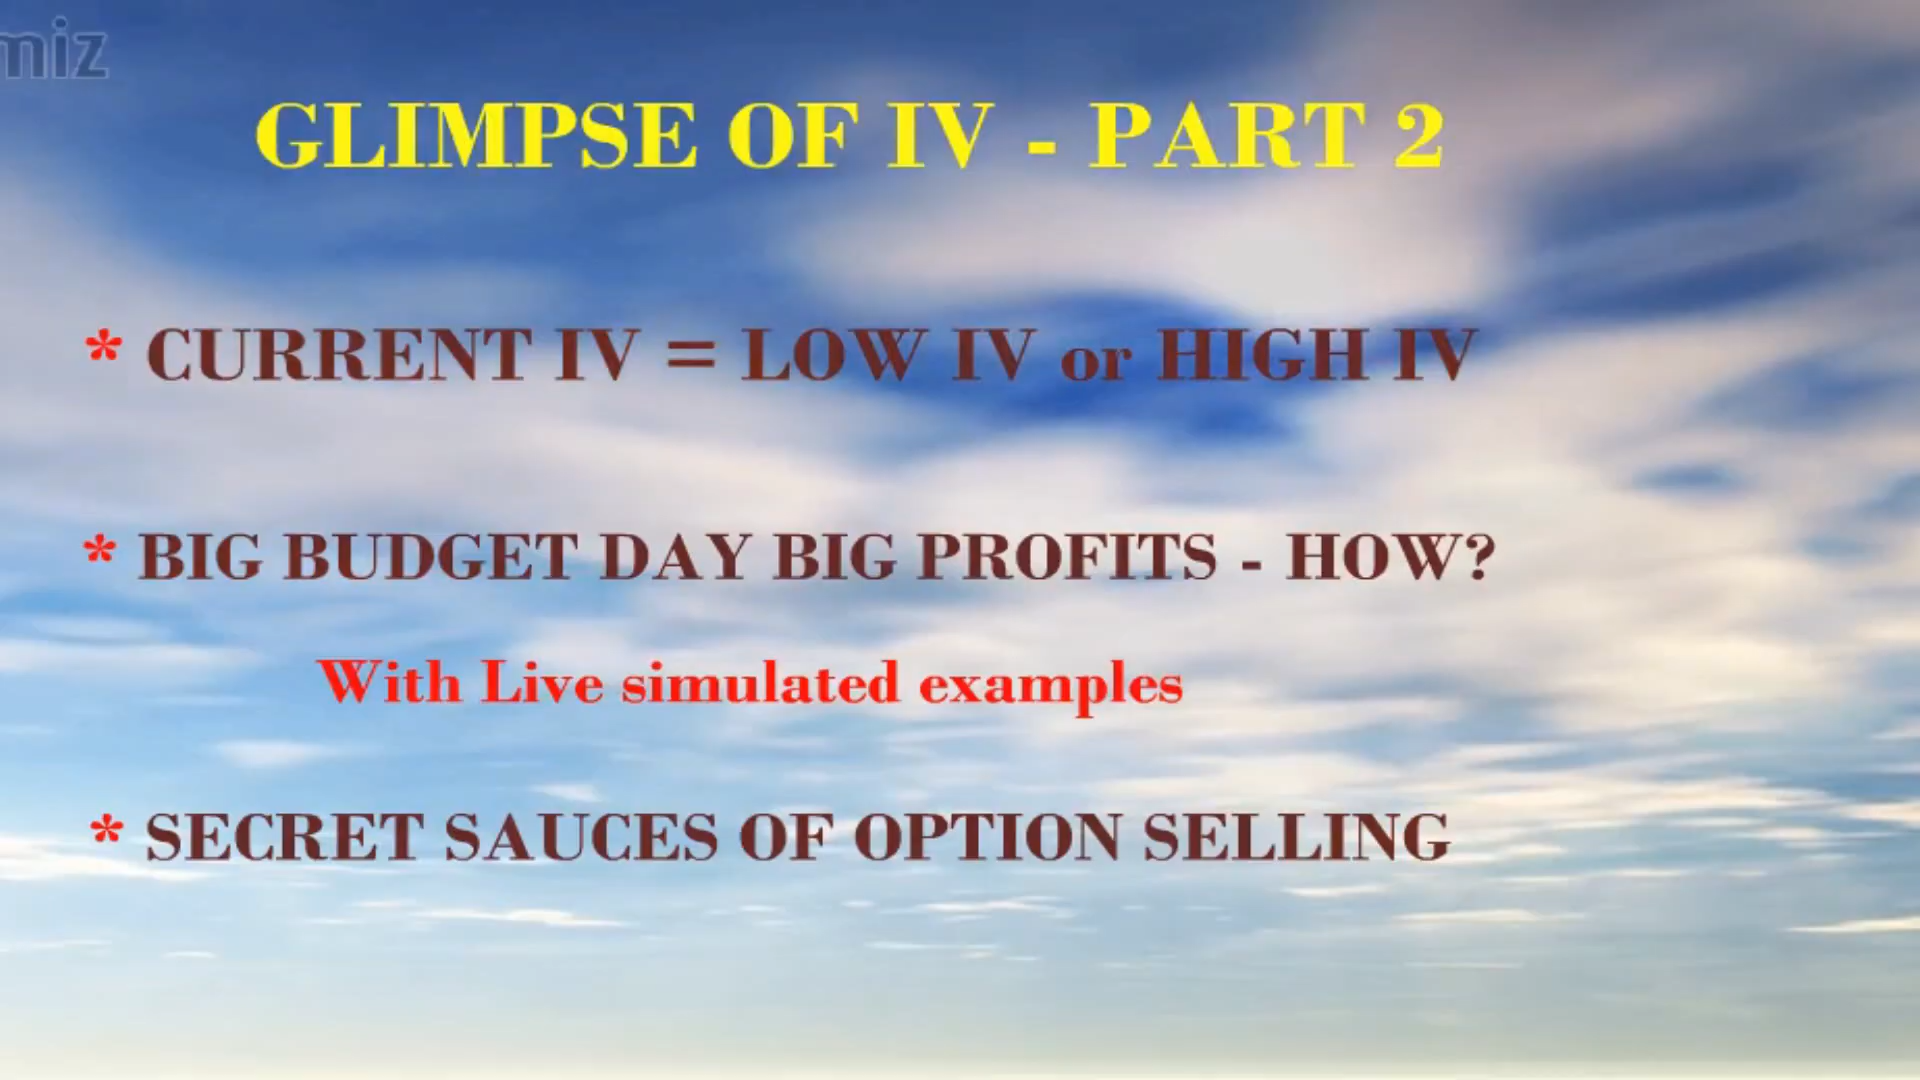 miz
GLIMPSE OF IV - PART 2
* CURRENT IV = LOW IV or HIGH IV
* BIG BUDGET DAY BIG PROFITS - HOW?
With Live simulated examples
* SECRET SAUCES OF OPTION SELLING